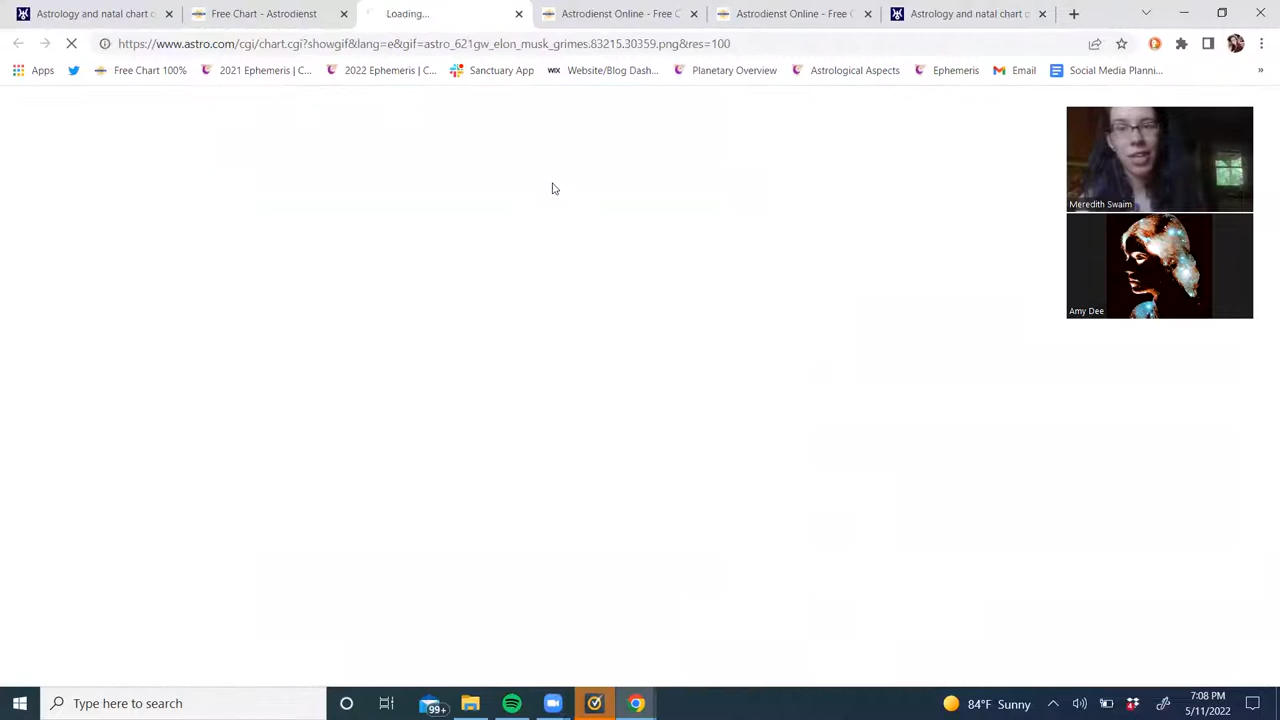 Astrology and natal chart c
Free Chart - Astrodienst
Loading...
Astrodienst Online - Free C
Astrodienst Online - Free C
Astrology and natal chart c
https://www.astro.com/cgi/chart.cgi?showgif&lang=e&gif=astro_621gw_elon_musk_grimes.83215.30359.png&res=100
Apps
Free Chart 100%
2021 Ephemeris | C...
2022 Ephemeris | C...
Sanctuary App
WIX
Website/Blog Dash...
Planetary Overview
Astrological Aspects
Ephemeris
Email
Social Media Planni...
»
Meredith Swaim
Amy Dee
Type here to search
99+
84°F Sunny
7:08 PM
5/11/2022